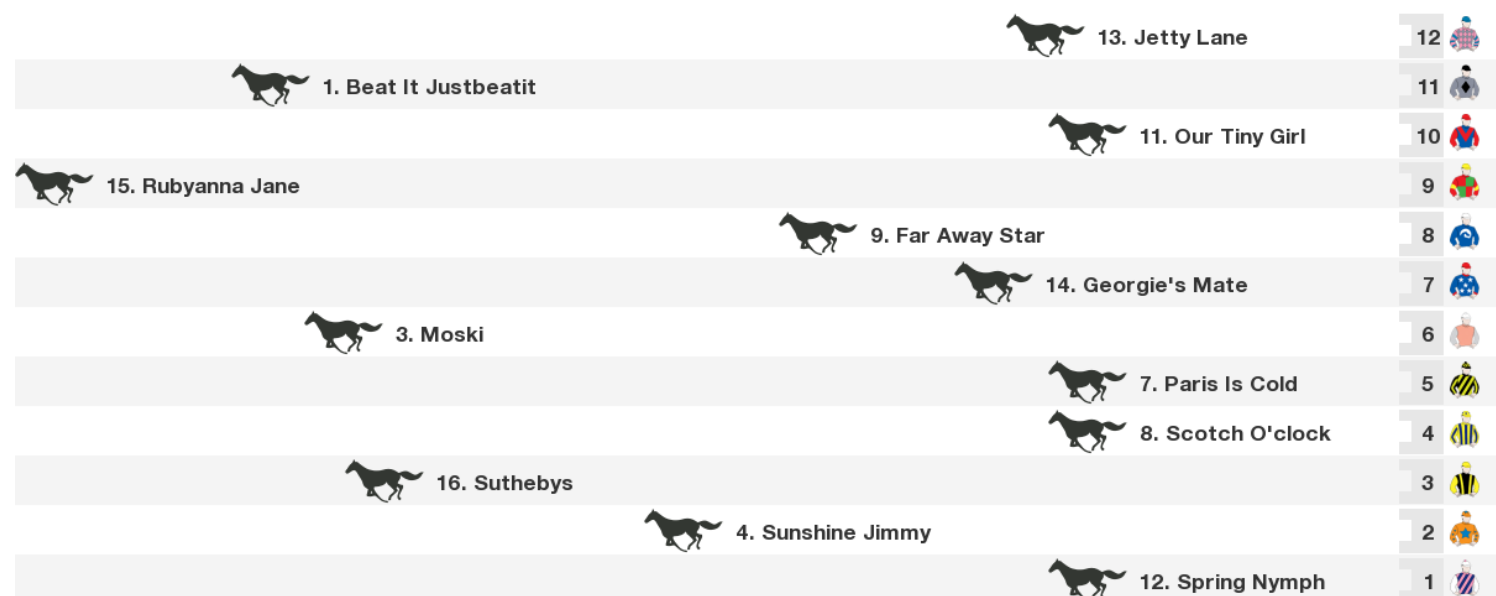 13. Jetty Lane 12
1. Beat It Justbeatit 11
11. Our Tiny Girl 10
15. Rubyanna Jane 9
9. Far Away Star 8
14. Georgie's Mate 7
3. Moski 6
7. Paris Is Cold 5
8. Scotch O'clock 4
16. Suthebys 3
4. Sunshine Jimmy 2
12. Spring Nymph 1